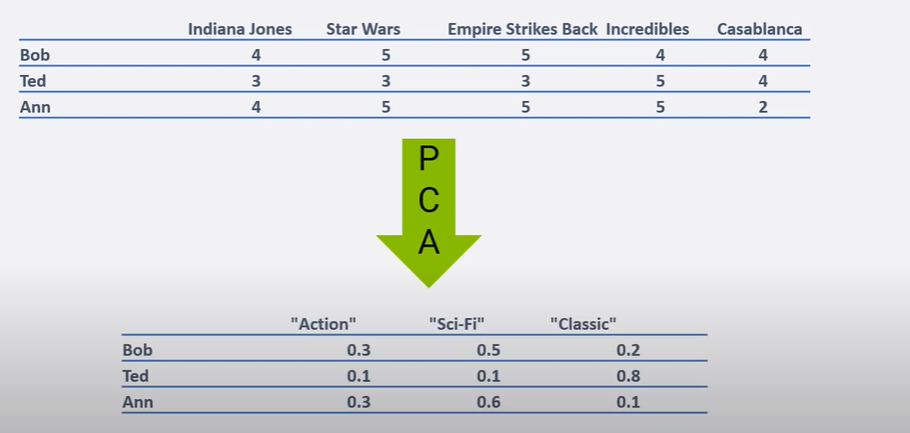 Indiana Jones Star Wars Empire Strikes Back Incredibles Casablanca
Bob 4 5 5 4 4
Ted 3 3 3 5 4
Ann 4 5 5 5 2
P
C
A
"Action" "Sci-Fi" "Classic"
Bob 0.3 0.5 0.2
Ted 0.1 0.1 0.8
Ann 0.3 0.6 0.1